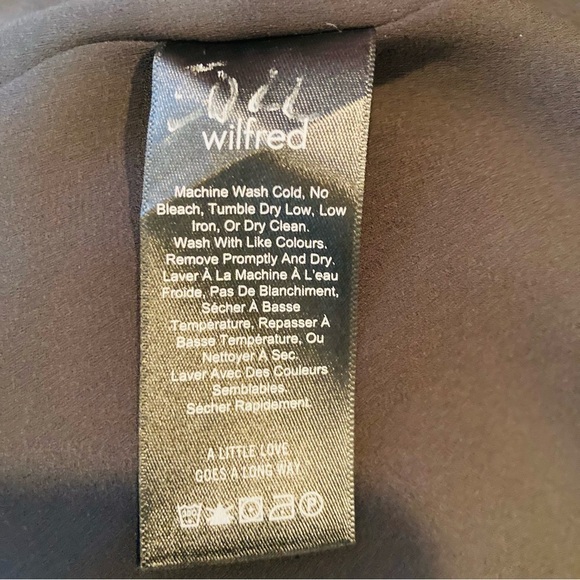 wilfred
Machine Wash Cold, No
Bleach, Tumble Dry Low, Low
Iron, Or Dry Clean.
Wash With Like Colours.
Remove Promptly And Dry.
Laver À La Machine À L'eau
Froide, Pas De Blanchiment,
Sécher À Basse
Température, Repasser À
Basse Température, Ou
Nettoyer À Sec.
Laver Avec Des Couleurs
Semblables.
Sécher Rapidement.
A LITTLE LOVE
GOES A LONG WAY